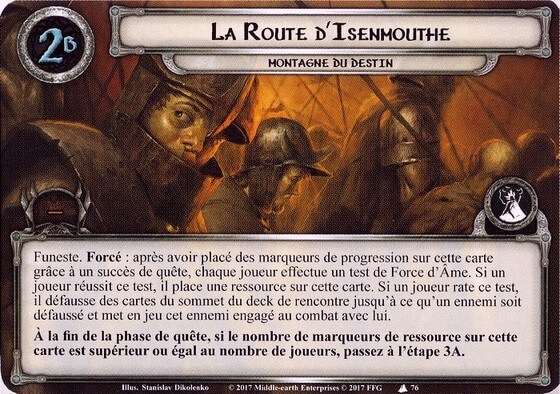 2B
LA ROUTE D'ISENMOUTHE
MONTAGNE DU DESTIN
–
Funeste. Forcé : après avoir placé des marqueurs de progression sur cette carte
grâce à un succès de quête, chaque joueur effectue un test de Force d'Âme. Si un
joueur réussit ce test, il place une ressource sur cette carte. Si un joueur rate ce test,
il défausse des cartes du sommet du deck de rencontre jusqu'à ce qu'un ennemi soit
défaussé et met en jeu cet ennemi engagé au combat avec lui.
À la fin de la phase de quête, si le nombre de marqueurs de ressource sur cette
carte est supérieur ou égal au nombre de joueurs, passez à l'étape 3A.
Illus. Stanislav Dikolenko © 2017 Middle-earth Enterprises © 2017 FFG 76